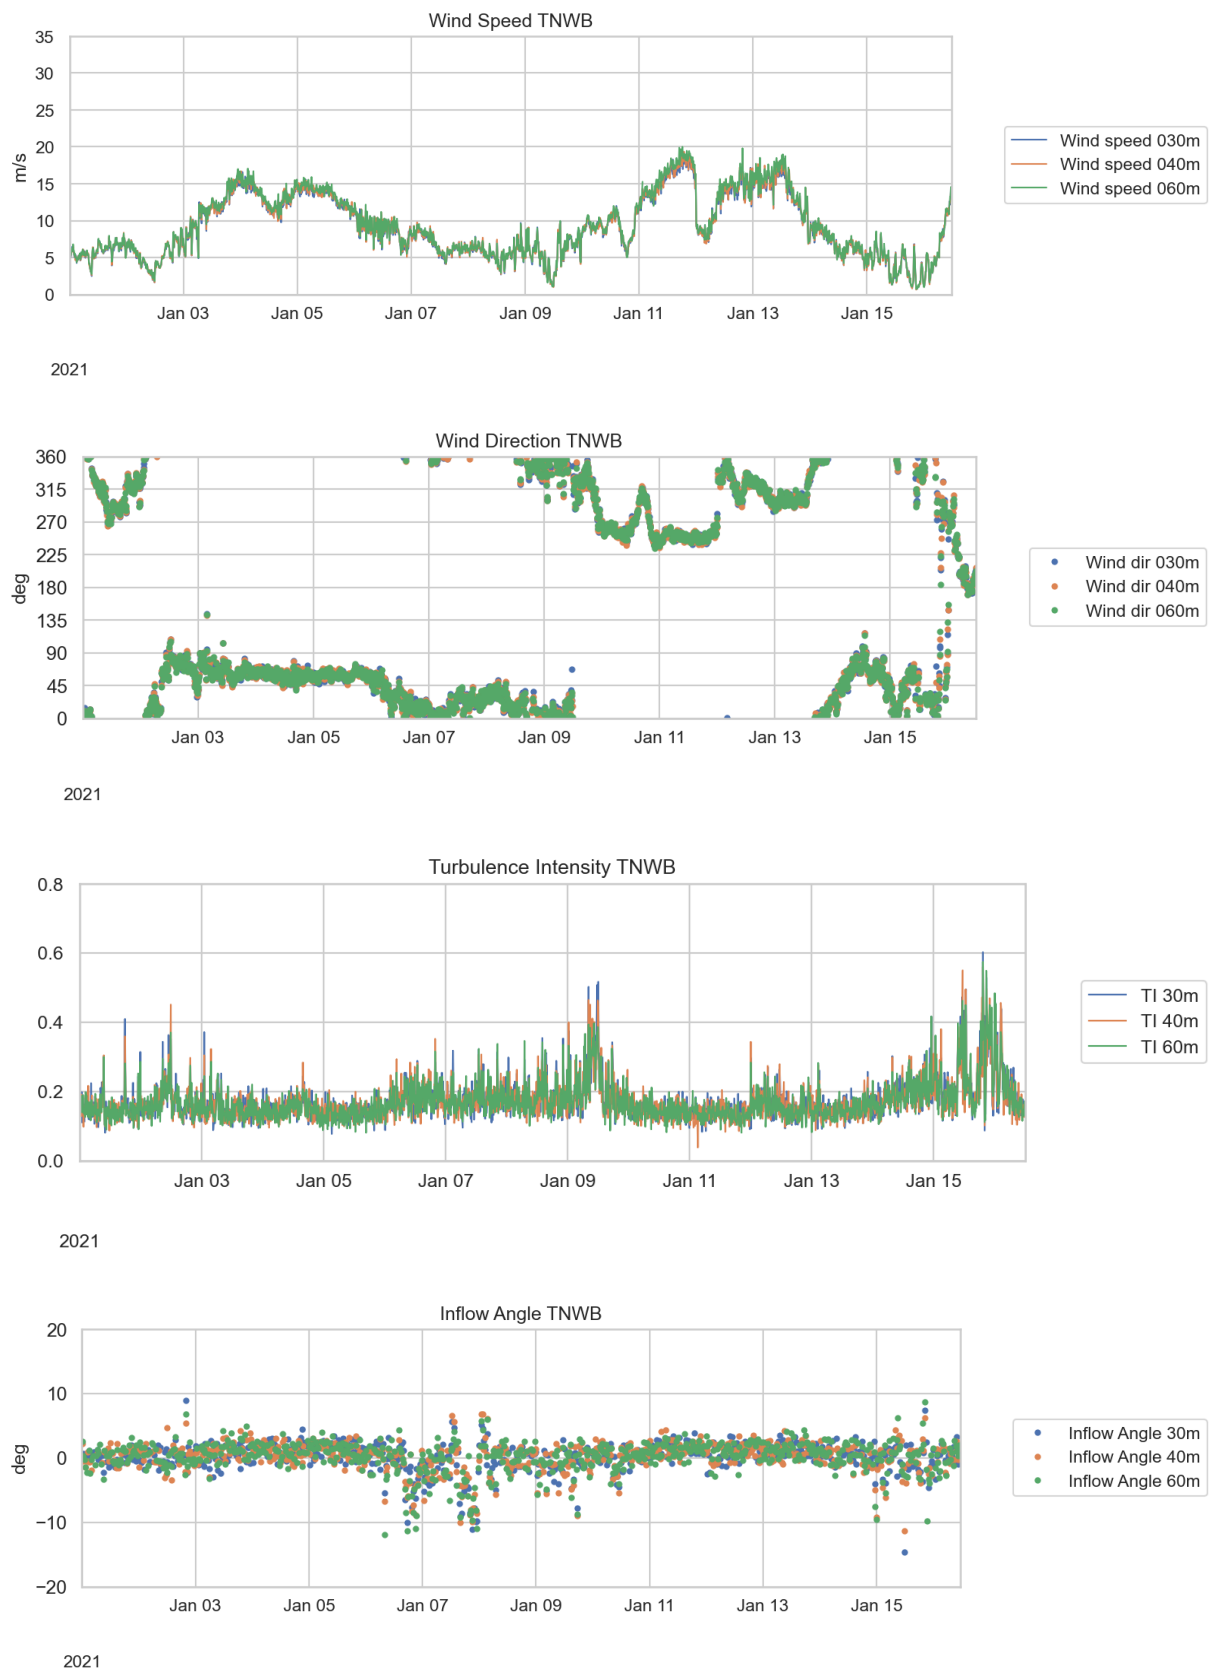 Wind Speed TNWB
35
30
25
20
15
10
5
0
m/s
Jan 03 Jan 05 Jan 07 Jan 09 Jan 11 Jan 13 Jan 15
2021
Wind speed 030m
Wind speed 040m
Wind speed 060m
Wind Direction TNWB
360
315
270
225
180
135
90
45
0
deg
Jan 03 Jan 05 Jan 07 Jan 09 Jan 11 Jan 13 Jan 15
2021
Wind dir 030m
Wind dir 040m
Wind dir 060m
Turbulence Intensity TNWB
0.8
0.6
0.4
0.2
0.0
Jan 03 Jan 05 Jan 07 Jan 09 Jan 11 Jan 13 Jan 15
2021
TI 30m
TI 40m
TI 60m
Inflow Angle TNWB
20
10
0
−10
−20
deg
Jan 03 Jan 05 Jan 07 Jan 09 Jan 11 Jan 13 Jan 15
2021
Inflow Angle 30m
Inflow Angle 40m
Inflow Angle 60m